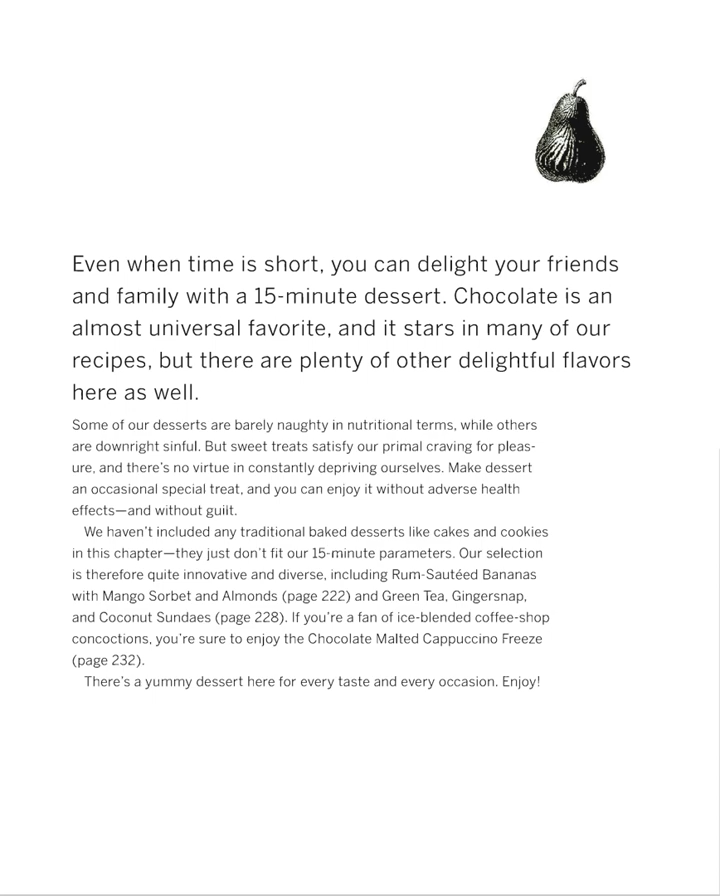 Even when time is short, you can delight your friends
and family with a 15-minute dessert. Chocolate is an
almost universal favorite, and it stars in many of our
recipes, but there are plenty of other delightful flavors
here as well.
Some of our desserts are barely naughty in nutritional terms, while others
are downright sinful. But sweet treats satisfy our primal craving for pleas-
ure, and there's no virtue in constantly depriving ourselves. Make dessert
an occasional special treat, and you can enjoy it without adverse health
effects—and without guilt.
We haven't included any traditional baked desserts like cakes and cookies
in this chapter—they just don't fit our 15-minute parameters. Our selection
is therefore quite innovative and diverse, including Rum-Sautéed Bananas
with Mango Sorbet and Almonds (page 222) and Green Tea, Gingersnap,
and Coconut Sundaes (page 228). If you're a fan of ice-blended coffee-shop
concoctions, you're sure to enjoy the Chocolate Malted Cappuccino Freeze
(page 232).
There's a yummy dessert here for every taste and every occasion. Enjoy!